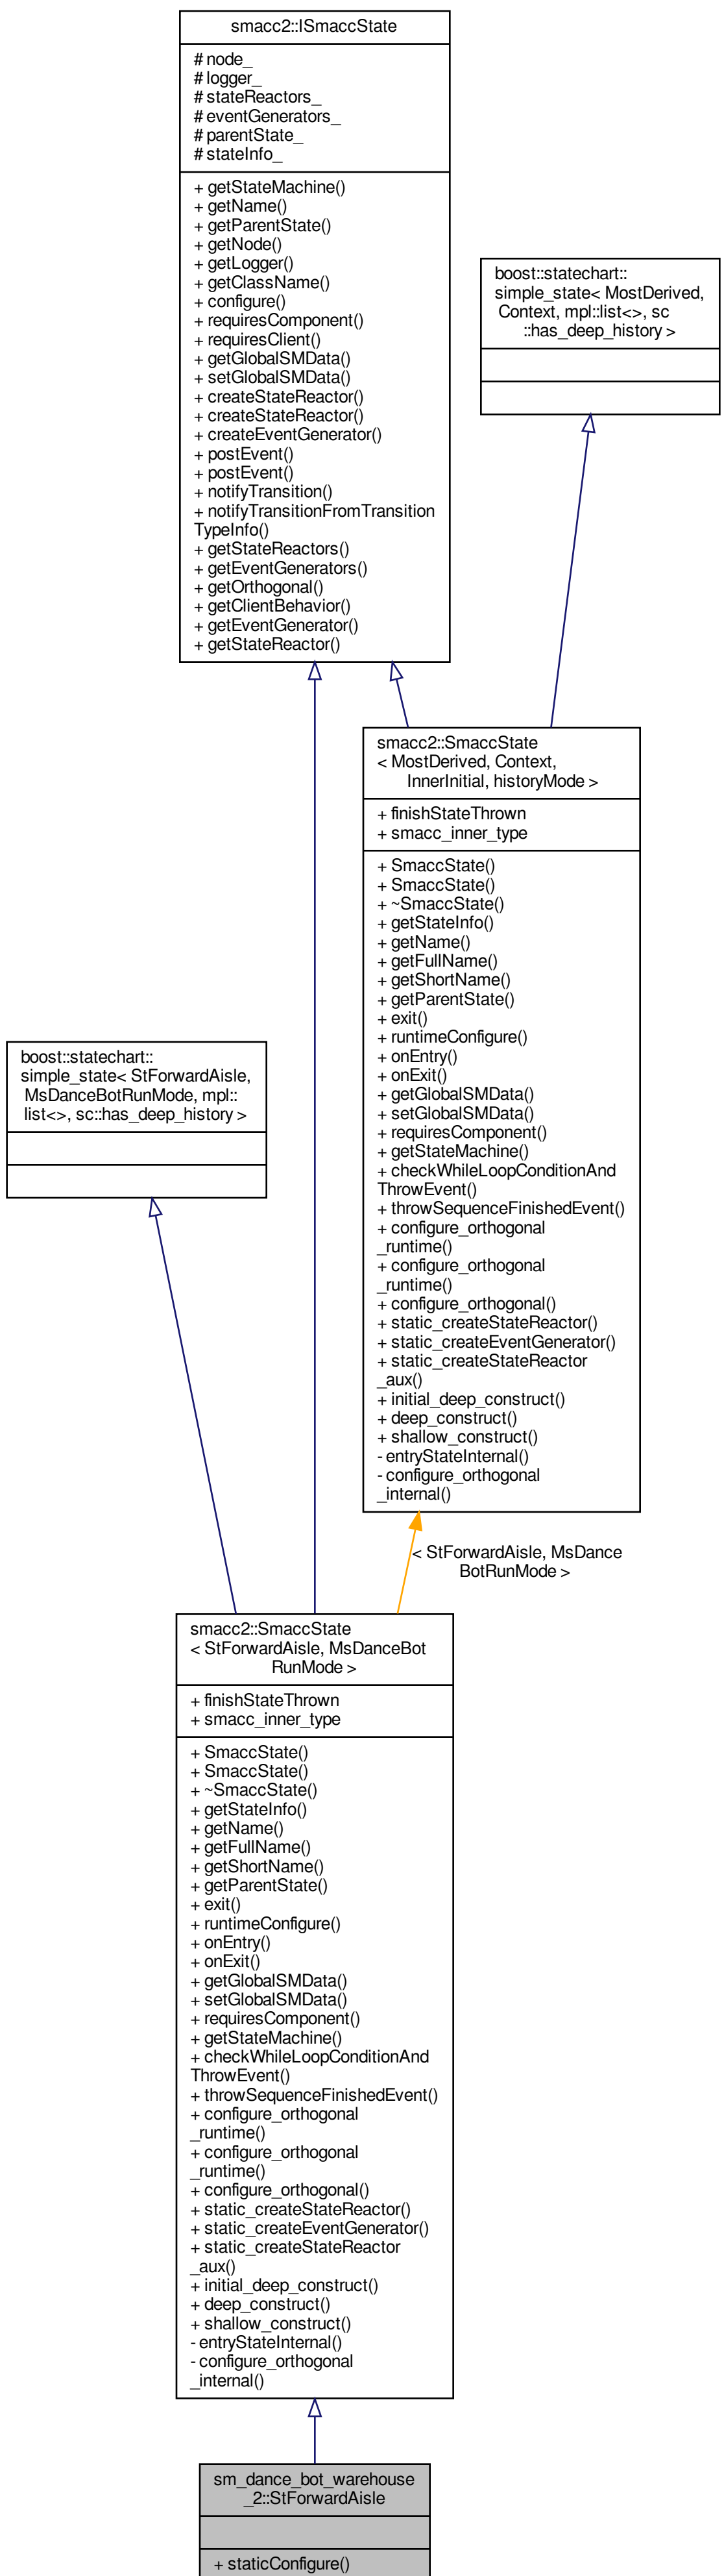 smacc2::ISmaccState
# node_
# logger_
# stateReactors_
# eventGenerators_
# parentState_
# stateInfo_
+ getStateMachine()
+ getName()
+ getParentState()
+ getNode()
+ getLogger()
+ getClassName()
+ configure()
+ requiresComponent()
+ requiresClient()
+ getGlobalSMData()
+ setGlobalSMData()
+ createStateReactor()
+ createStateReactor()
+ createEventGenerator()
+ postEvent()
+ postEvent()
+ notifyTransition()
+ notifyTransitionFromTransition
TypeInfo()
+ getStateReactors()
+ getEventGenerators()
+ getOrthogonal()
+ getClientBehavior()
+ getEventGenerator()
+ getStateReactor()
boost::statechart::
simple_state< MostDerived,
Context, mpl::list<>, sc
::has_deep_history >
smacc2::SmaccState
< MostDerived, Context,
InnerInitial, historyMode >
+ finishStateThrown
+ smacc_inner_type
+ SmaccState()
+ SmaccState()
+ ~SmaccState()
+ getStateInfo()
+ getName()
+ getFullName()
+ getShortName()
+ getParentState()
+ exit()
+ runtimeConfigure()
+ onEntry()
+ onExit()
+ getGlobalSMData()
+ setGlobalSMData()
+ requiresComponent()
+ getStateMachine()
+ checkWhileLoopConditionAnd
ThrowEvent()
+ throwSequenceFinishedEvent()
+ configure_orthogonal
_runtime()
+ configure_orthogonal
_runtime()
+ configure_orthogonal()
+ static_createStateReactor()
+ static_createEventGenerator()
+ static_createStateReactor
_aux()
+ initial_deep_construct()
+ deep_construct()
+ shallow_construct()
- entryStateInternal()
- configure_orthogonal
_internal()
boost::statechart::
simple_state< StForwardAisle,
MsDanceBotRunMode, mpl::
list<>, sc::has_deep_history >
< StForwardAisle, MsDance
BotRunMode >
smacc2::SmaccState
< StForwardAisle, MsDanceBot
RunMode >
+ finishStateThrown
+ smacc_inner_type
+ SmaccState()
+ SmaccState()
+ ~SmaccState()
+ getStateInfo()
+ getName()
+ getFullName()
+ getShortName()
+ getParentState()
+ exit()
+ runtimeConfigure()
+ onEntry()
+ onExit()
+ getGlobalSMData()
+ setGlobalSMData()
+ requiresComponent()
+ getStateMachine()
+ checkWhileLoopConditionAnd
ThrowEvent()
+ throwSequenceFinishedEvent()
+ configure_orthogonal
_runtime()
+ configure_orthogonal
_runtime()
+ configure_orthogonal()
+ static_createStateReactor()
+ static_createEventGenerator()
+ static_createStateReactor
_aux()
+ initial_deep_construct()
+ deep_construct()
+ shallow_construct()
- entryStateInternal()
- configure_orthogonal
_internal()
sm_dance_bot_warehouse
_2::StForwardAisle
+ staticConfigure()